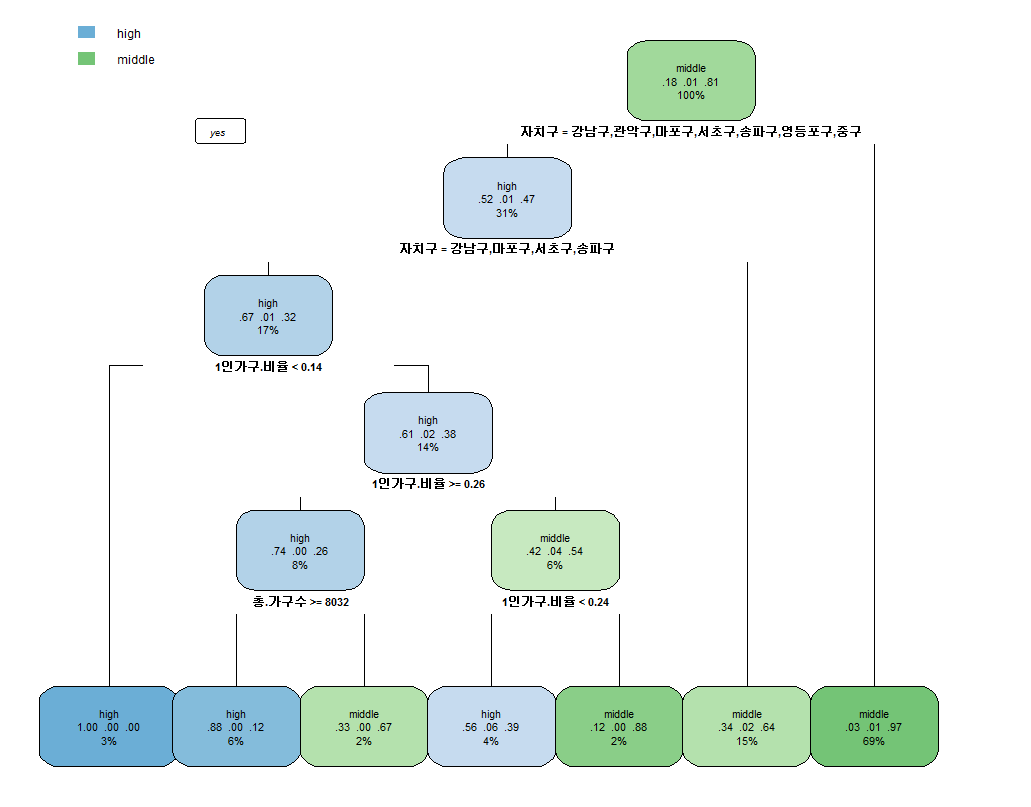 high
middle
middle
.18 .01 .81
100%
yes
자치구 = 강남구,관악구,마포구,서초구,송파구,영등포구,중구
high
.52 .01 .47
31%
자치구 = 강남구,마포구,서초구,송파구
high
.67 .01 .32
17%
1인가구.비율 < 0.14
high
.61 .02 .38
14%
1인가구.비율 >= 0.26
high
.74 .00 .26
8%
middle
.42 .04 .54
6%
총.가구수 >= 8032
1인가구.비율 < 0.24
high
1.00 .00 .00
3%
high
.88 .00 .12
6%
middle
.33 .00 .67
2%
high
.56 .06 .39
4%
middle
.12 .00 .88
2%
middle
.34 .02 .64
15%
middle
.03 .01 .97
69%